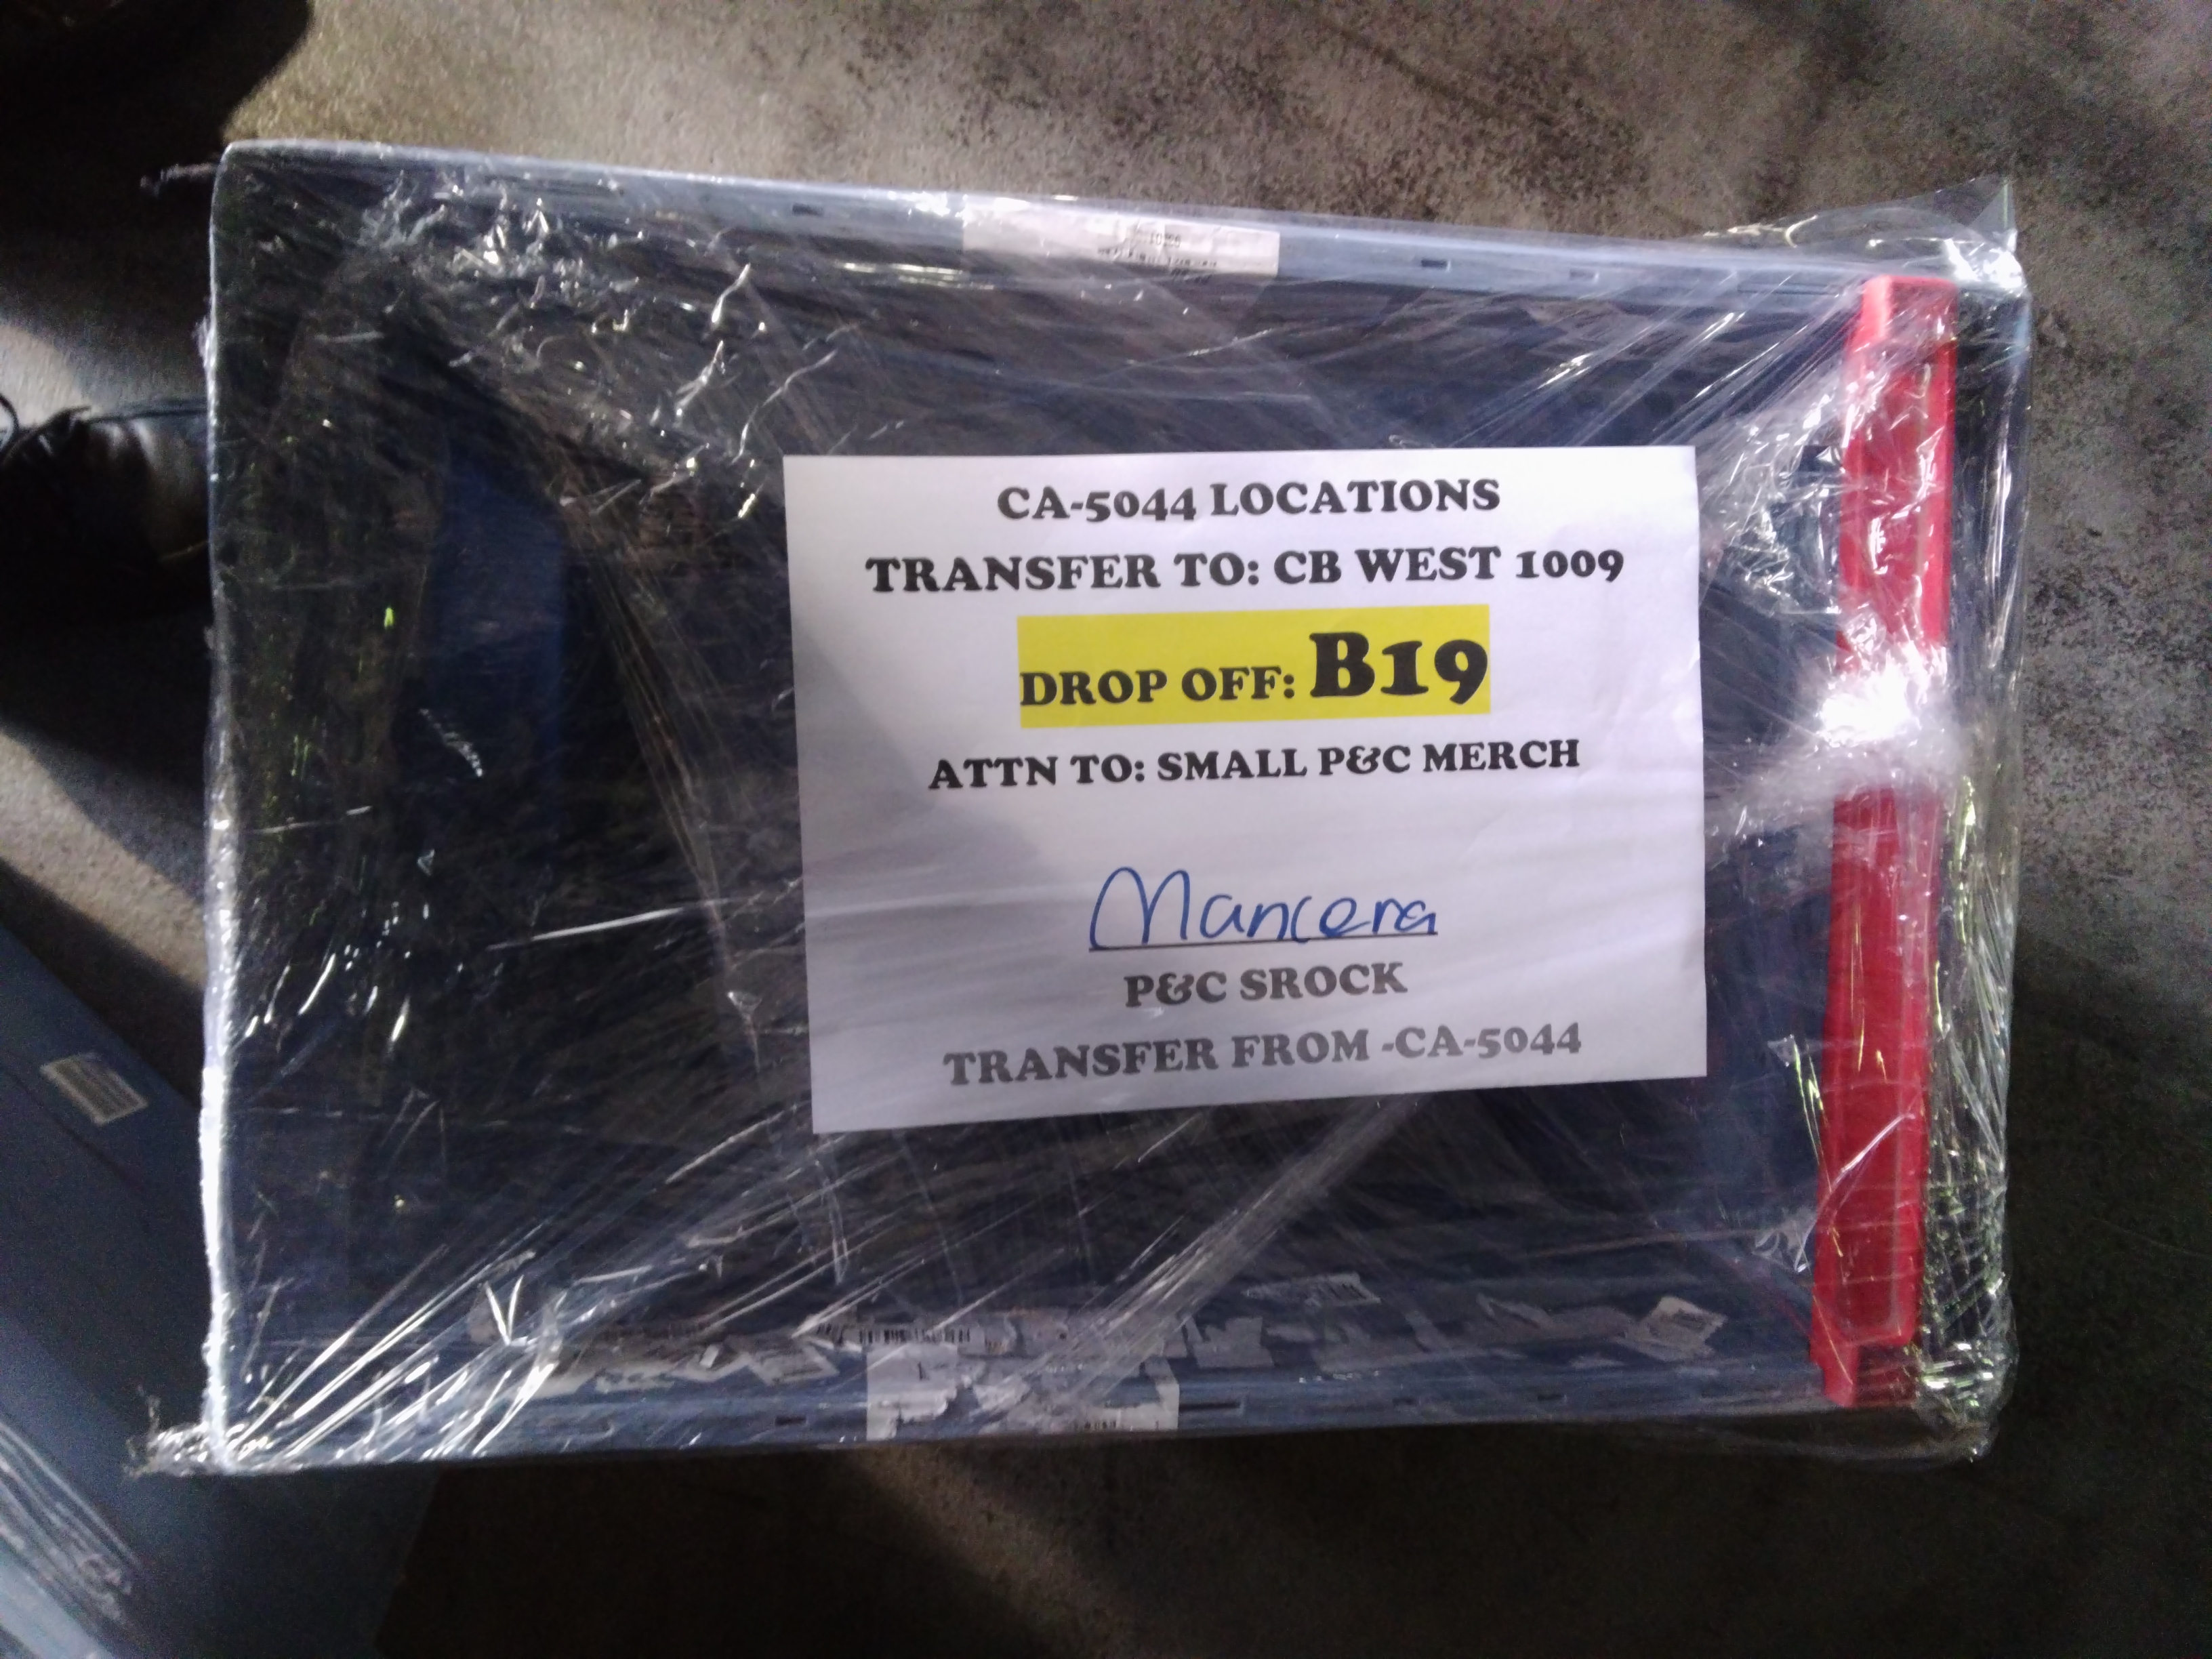 CA-5044 LOCATIONS
TRANSFER TO: CB WEST 1009
DROP OFF: B19
ATTN TO: SMALL P&C MERCH
Mancera
P&C SROCK
TRANSFER FROM -CA-5044